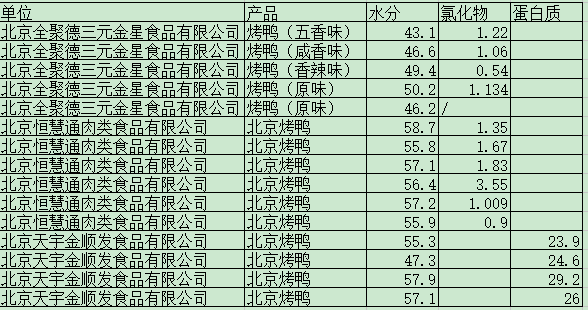 单位 产品 水分 氯化物 蛋白质
北京全聚德三元金星食品有限公司 烤鸭（五香味） 43.1 1.22
北京全聚德三元金星食品有限公司 烤鸭（咸香味） 46.6 1.06
北京全聚德三元金星食品有限公司 烤鸭（香辣味） 49.4 0.54
北京全聚德三元金星食品有限公司 烤鸭（原味） 50.2 1.134
北京全聚德三元金星食品有限公司 烤鸭（原味） 46.2 /
北京恒慧通肉类食品有限公司 北京烤鸭 58.7 1.35
北京恒慧通肉类食品有限公司 北京烤鸭 55.8 1.67
北京恒慧通肉类食品有限公司 北京烤鸭 57.1 1.83
北京恒慧通肉类食品有限公司 北京烤鸭 56.4 3.55
北京恒慧通肉类食品有限公司 北京烤鸭 57.2 1.009
北京恒慧通肉类食品有限公司 北京烤鸭 55.9 0.9
北京天宇金顺发食品有限公司 北京烤鸭 55.3 23.9
北京天宇金顺发食品有限公司 北京烤鸭 47.3 24.6
北京天宇金顺发食品有限公司 北京烤鸭 57.9 29.2
北京天宇金顺发食品有限公司 北京烤鸭 57.1 26